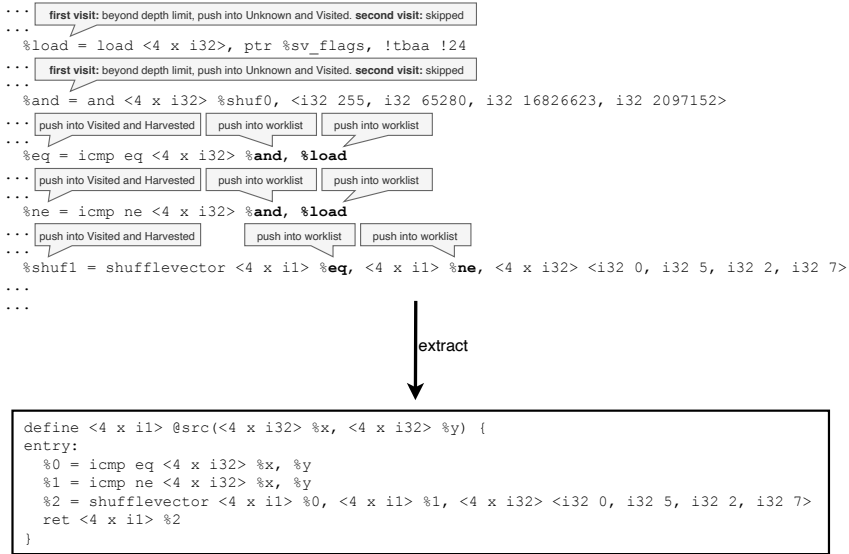 ...
first visit: beyond depth limit, push into Unknown and Visited. second visit: skipped
...
%load = load <4 x i32>, ptr %sv_flags, !tbaa !24
...
first visit: beyond depth limit, push into Unknown and Visited. second visit: skipped
...
%and = and <4 x i32> %shuf0, <i32 255, i32 65280, i32 16826623, i32 2097152>
...
push into Visited and Harvested push into worklist push into worklist
...
%eq = icmp eq <4 x i32> %and, %load
...
push into Visited and Harvested push into worklist push into worklist
...
%ne = icmp ne <4 x i32> %and, %load
...
push into Visited and Harvested push into worklist push into worklist
...
%shuf1 = shufflevector <4 x i1> %eq, <4 x i1> %ne, <4 x i32> <i32 0, i32 5, i32 2, i32 7>
...
...
extract
define <4 x i1> @src(<4 x i32> %x, <4 x i32> %y) {
entry:
%0 = icmp eq <4 x i32> %x, %y
%1 = icmp ne <4 x i32> %x, %y
%2 = shufflevector <4 x i1> %0, <4 x i1> %1, <4 x i32> <i32 0, i32 5, i32 2, i32 7>
ret <4 x i1> %2
}